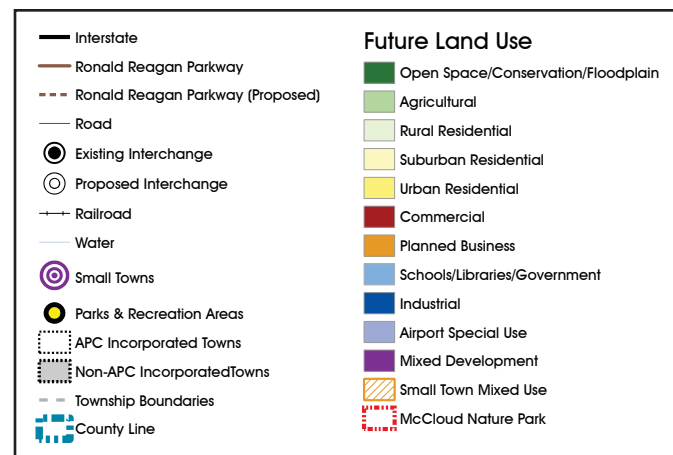 Interstate
Ronald Reagan Parkway
Ronald Reagan Parkway (Proposed)
Road
Existing Interchange
Proposed Interchange
Railroad
Water
Small Towns
Parks & Recreation Areas
APC Incorporated Towns
Non-APC IncorporatedTowns
Township Boundaries
County Line
Future Land Use
Open Space/Conservation/Floodplain
Agricultural
Rural Residential
Suburban Residential
Urban Residential
Commercial
Planned Business
Schools/Libraries/Government
Industrial
Airport Special Use
Mixed Development
Small Town Mixed Use
McCloud Nature Park